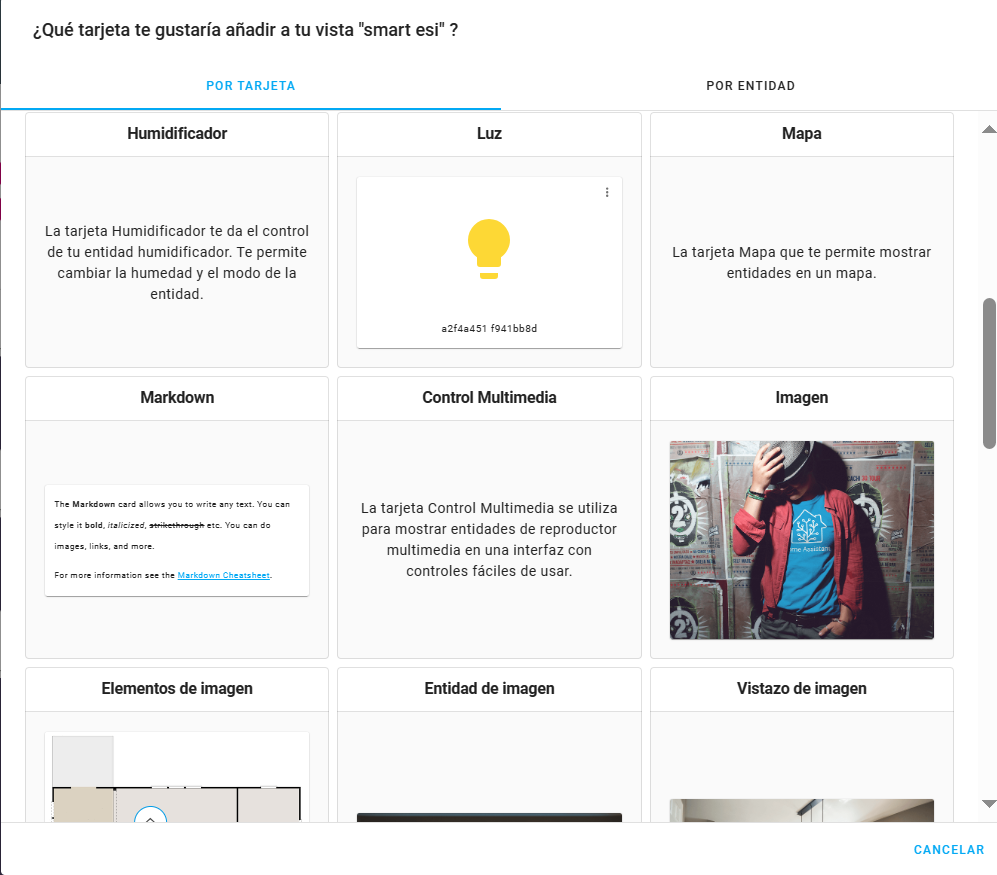 ¿Qué tarjeta te gustaría añadir a tu vista "smart esi" ?
POR TARJETA
POR ENTIDAD
Humidificador
La tarjeta Humidificador te da el control
de tu entidad humidificador. Te permite
cambiar la humedad y el modo de la
entidad.
Luz
a2f4a451 f941bb8d
Mapa
La tarjeta Mapa que te permite mostrar
entidades en un mapa.
Markdown
The Markdown card allows you to write any text. You can
style it bold, italicized, strikethrough etc. You can do
images, links, and more.
For more information see the Markdown Cheatsheet.
Control Multimedia
La tarjeta Control Multimedia se utiliza
para mostrar entidades de reproductor
multimedia en una interfaz con
controles fáciles de usar.
Imagen
me Assistan
Elementos de imagen
Entidad de imagen
Vistazo de imagen
CANCELAR